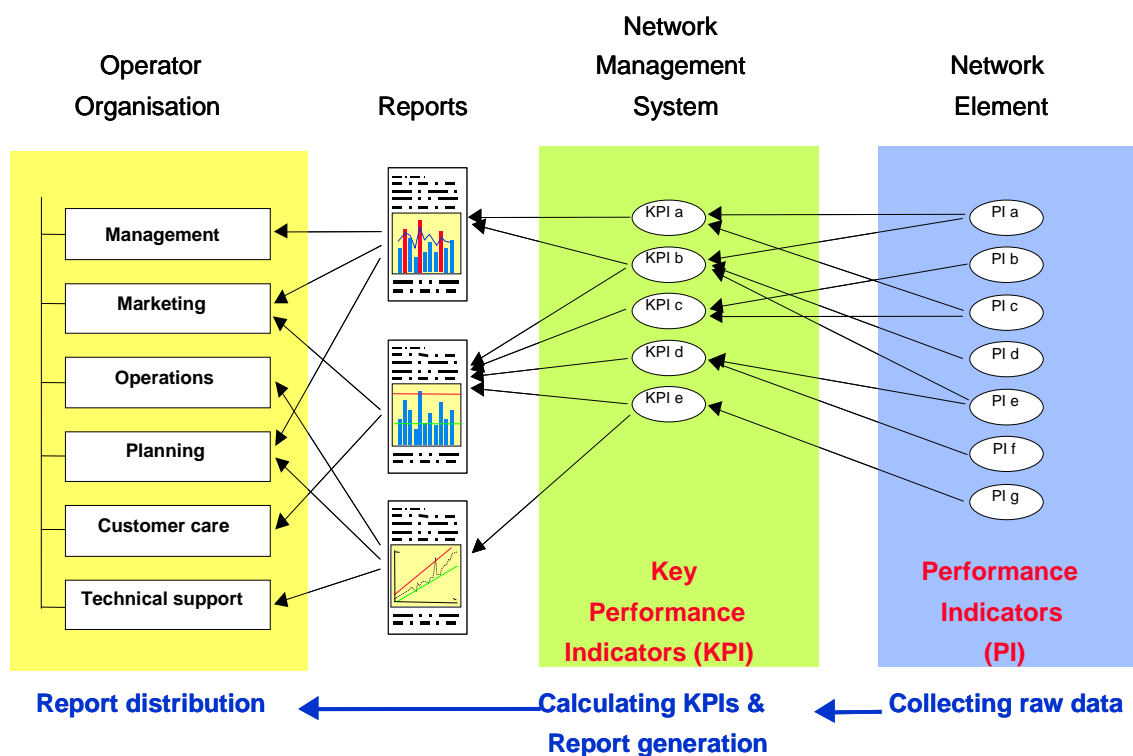 Operator
Organisation
Reports
Network
Management
System
Network
Element
Management
Marketing
Operations
Planning
Customer care
Technical support
KPI a
KPI b
KPI c
KPI d
KPI e
PI a
PI b
PI c
PI d
PI e
PI f
PI g
Key
Performance
Indicators (KPI)
Performance
Indicators
(PI)
Report distribution
Calculating KPIs &
Report generation
Collecting raw data